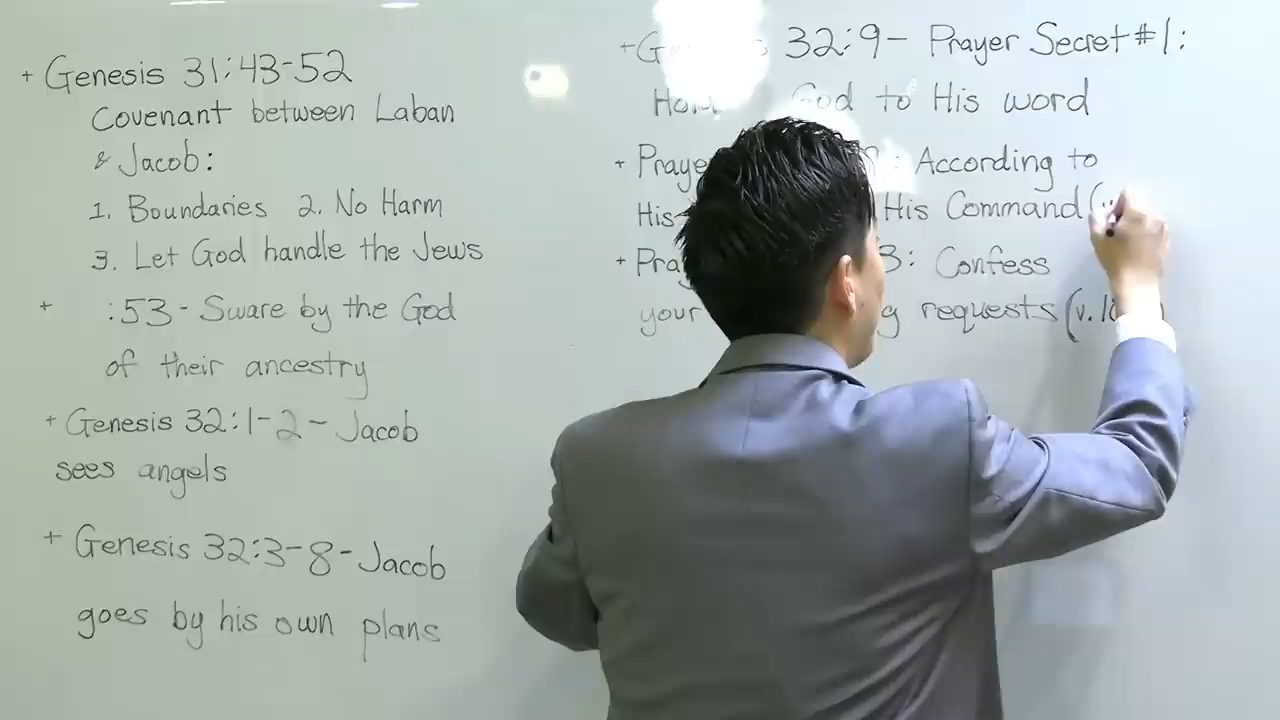 + Genesis 31:43-52
Covenant between Laban
& Jacob:
1. Boundaries 2. No Harm
3. Let God handle the Jews
+ :53 - Sware by the God
of their ancestry
+ Genesis 32:1-2 - Jacob
sees angels
+ Genesis 32:3-8 - Jacob
goes by his own plans
+ 32:9 - Prayer Secret #1:
God to His word
+ According to
His His Command
+ 3: Confess
your requests